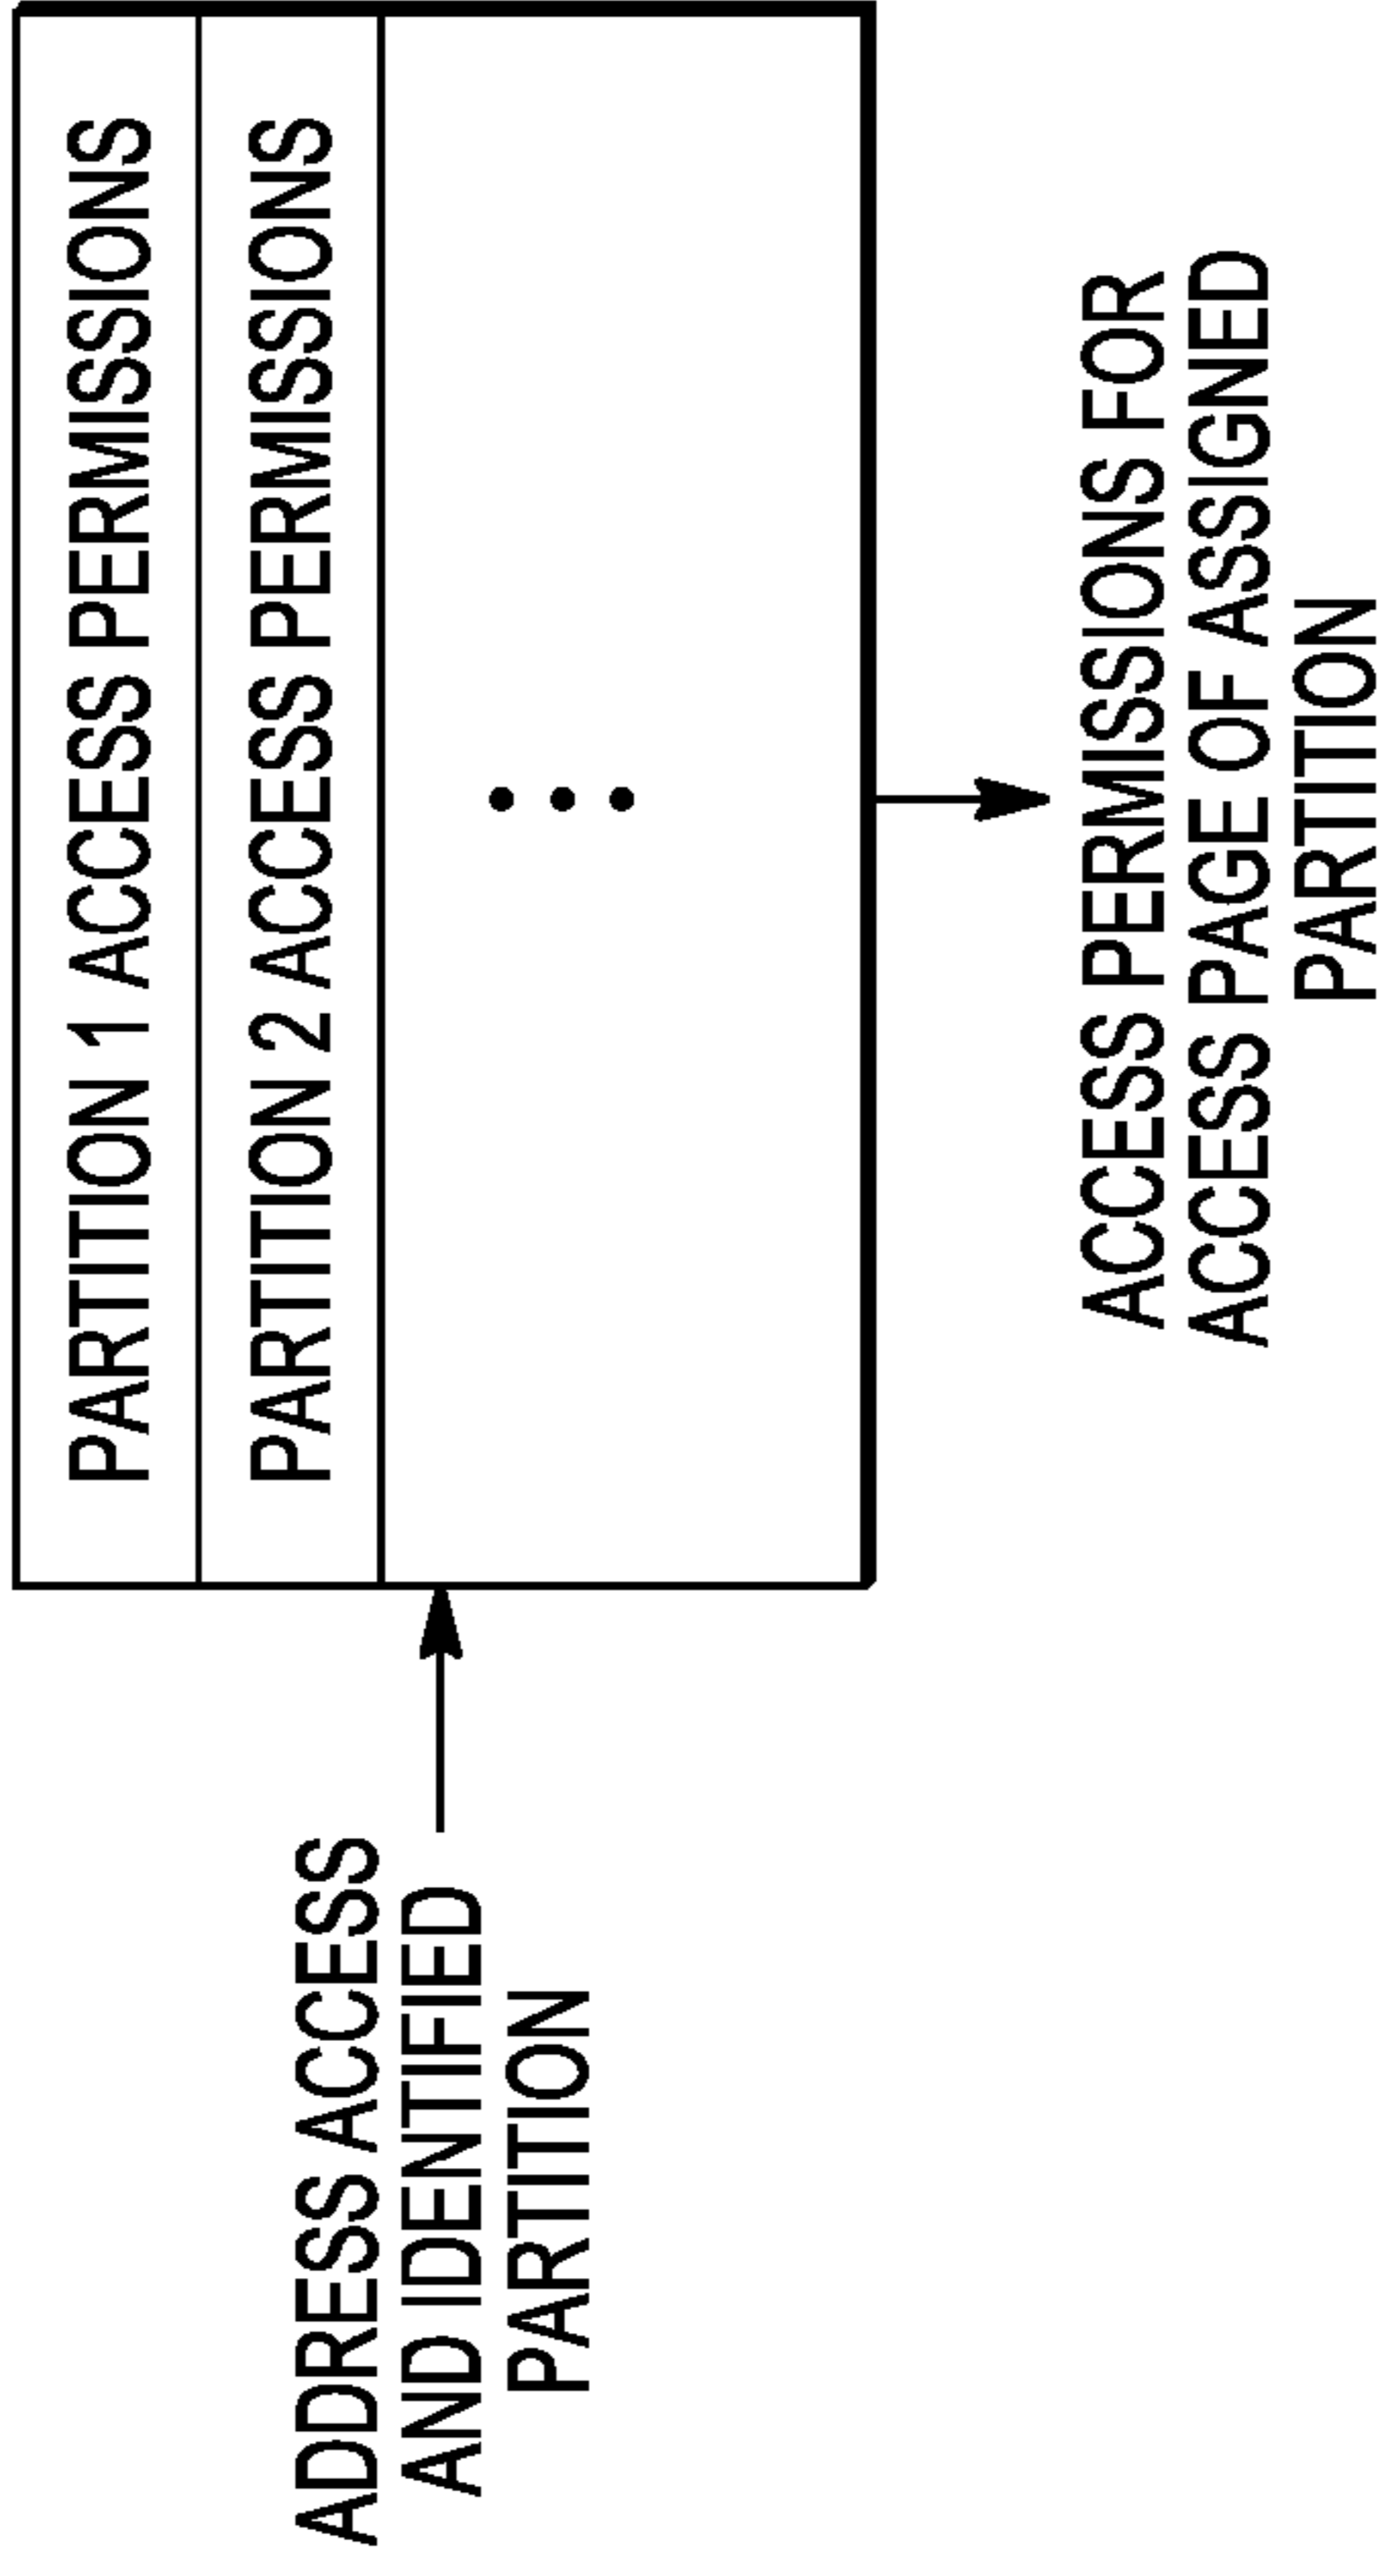 PARTITION 1 ACCESS PERMISSIONS
PARTITION 2 ACCESS PERMISSIONS
ADDRESS ACCESS
AND IDENTIFIED
PARTITION
ACCESS PERMISSIONS FOR
ACCESS PAGE OF ASSIGNED
PARTITION